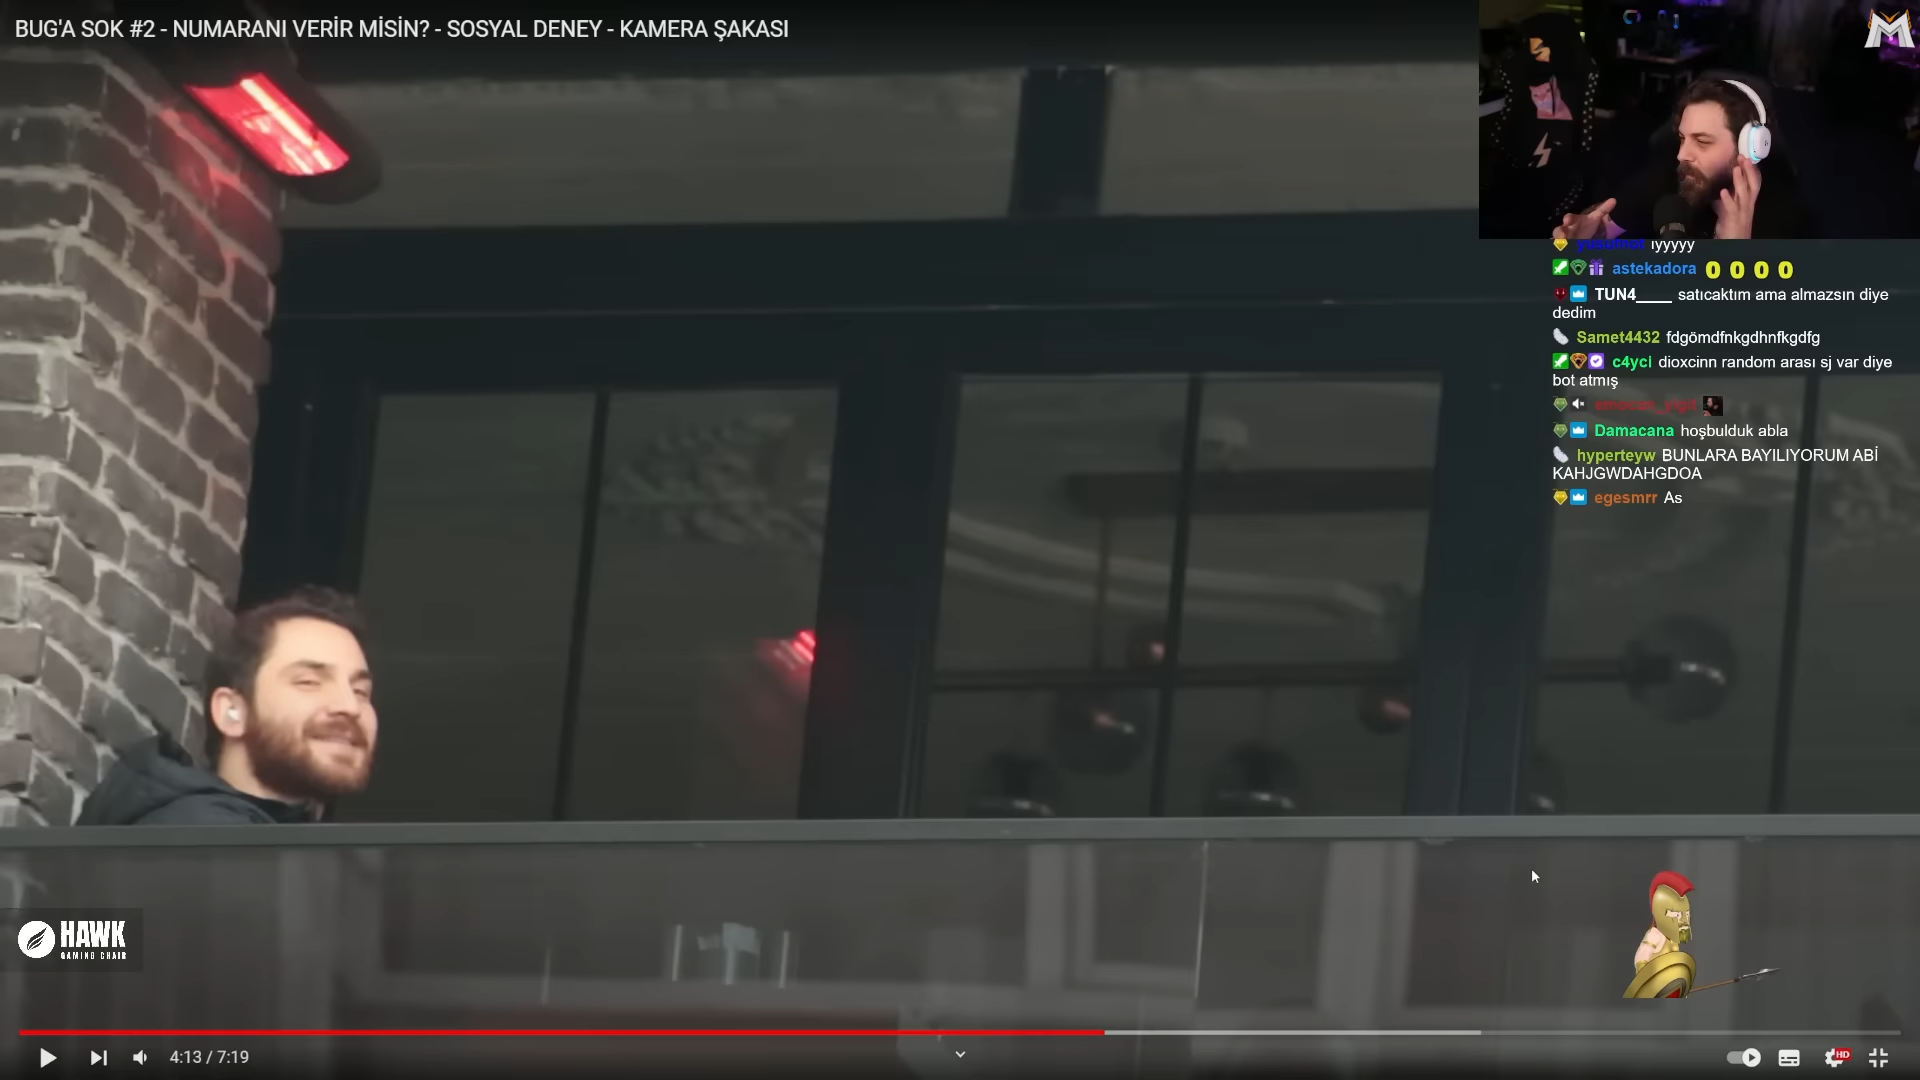 BUG'A SOK #2 - NUMARANI VERİR MİSİN? - SOSYAL DENEY - KAMERA ŞAKASI
iyyyyy
astekadora 0 0 0 0
TUN4____ satıcaktım ama almazsın diye
dedim
Samet4432 fdgömdfnkgdhnfkgdfg
c4yci dioxcinn random arası sj var diye
bot atmış
Damacana hoşbulduk abla
hyperteyw BUNLARA BAYILIYORUM ABİ
KAHJGWDAHGDOA
egesmrr As
HAWK
GAMING CHAIR
4:13 / 7:19
HD